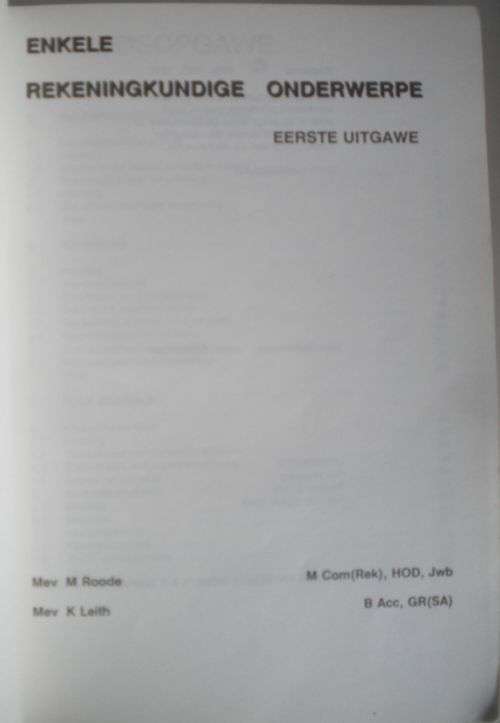 ENKELE
REKENINGKUNDIGE ONDERWERPE
EERSTE UITGAWE
Mev M Roode M Com(Rek), HOD, Jwb
Mev K Leith B Acc, GR(SA)